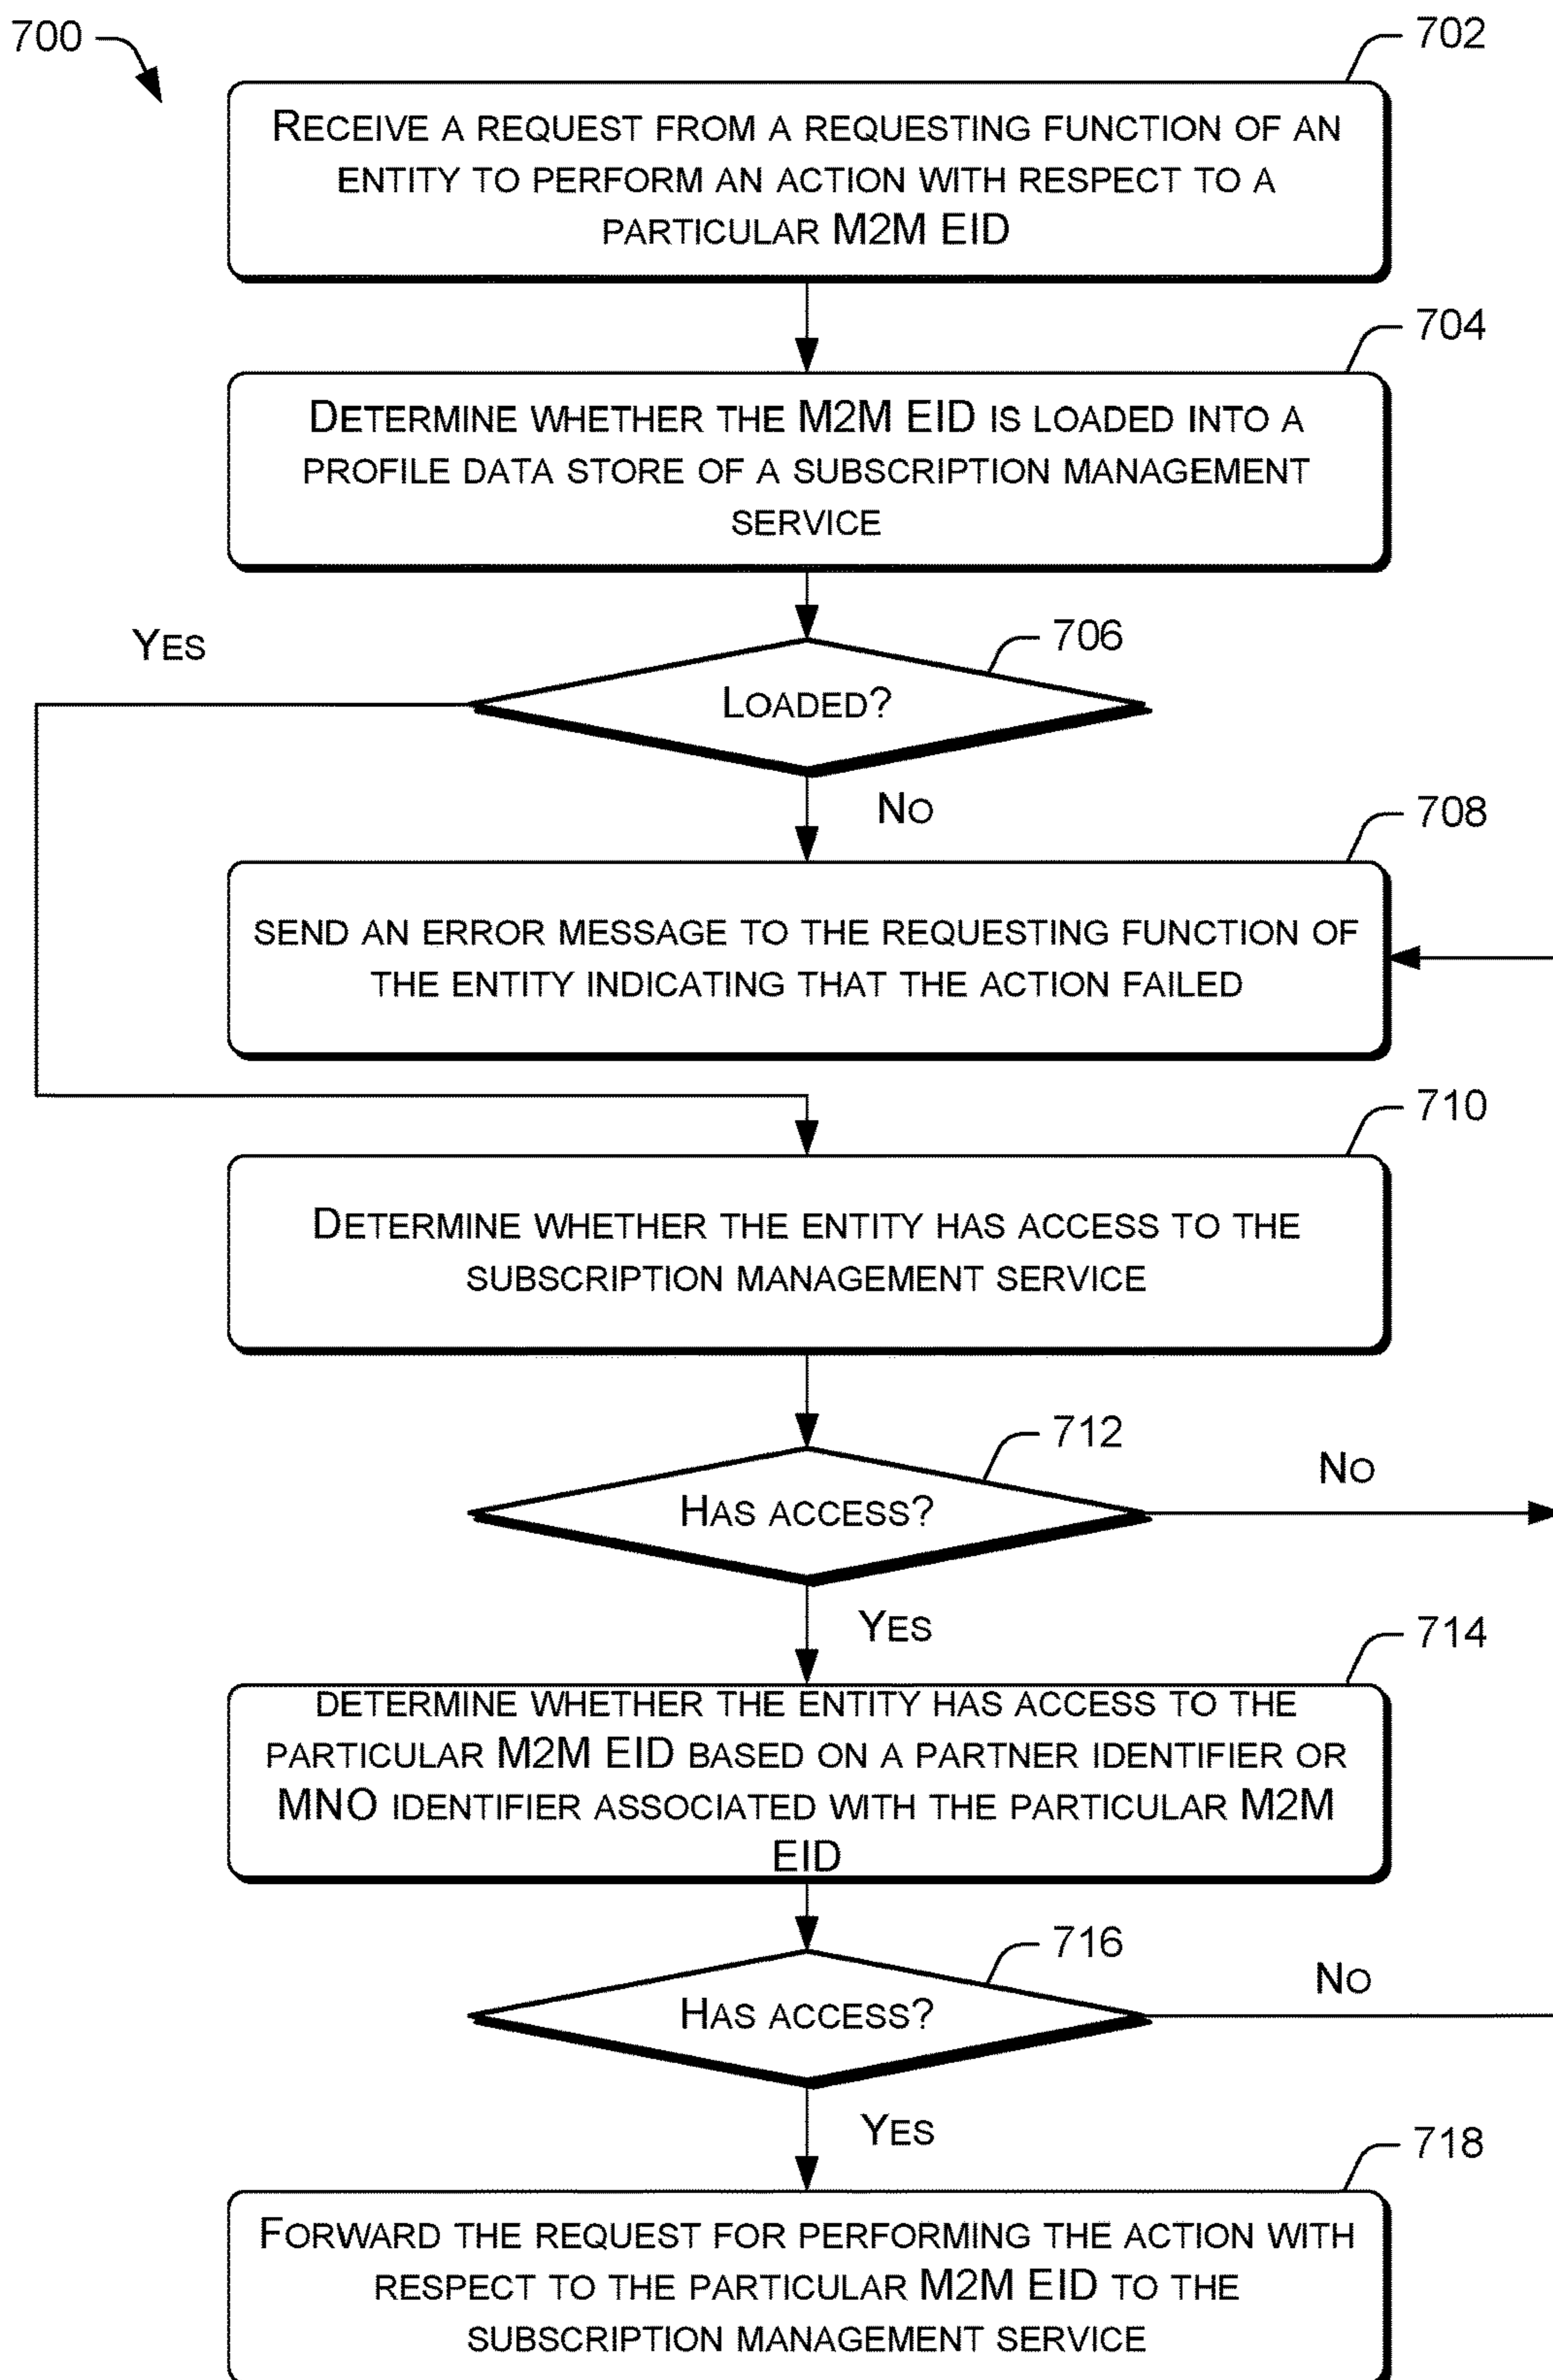 700
702
RECEIVE A REQUEST FROM A REQUESTING FUNCTION OF AN
ENTITY TO PERFORM AN ACTION WITH RESPECT TO A
PARTICULAR M2M EID
704
DETERMINE WHETHER THE M2M EID IS LOADED INTO A
PROFILE DATA STORE OF A SUBSCRIPTION MANAGEMENT
SERVICE
YES
706
LOADED?
NO
708
SEND AN ERROR MESSAGE TO THE REQUESTING FUNCTION OF
THE ENTITY INDICATING THAT THE ACTION FAILED
710
DETERMINE WHETHER THE ENTITY HAS ACCESS TO THE
SUBSCRIPTION MANAGEMENT SERVICE
712
HAS ACCESS?
NO
YES
714
DETERMINE WHETHER THE ENTITY HAS ACCESS TO THE
PARTICULAR M2M EID BASED ON A PARTNER IDENTIFIER OR
MNO IDENTIFIER ASSOCIATED WITH THE PARTICULAR M2M
EID
716
HAS ACCESS?
NO
YES
718
FORWARD THE REQUEST FOR PERFORMING THE ACTION WITH
RESPECT TO THE PARTICULAR M2M EID TO THE
SUBSCRIPTION MANAGEMENT SERVICE